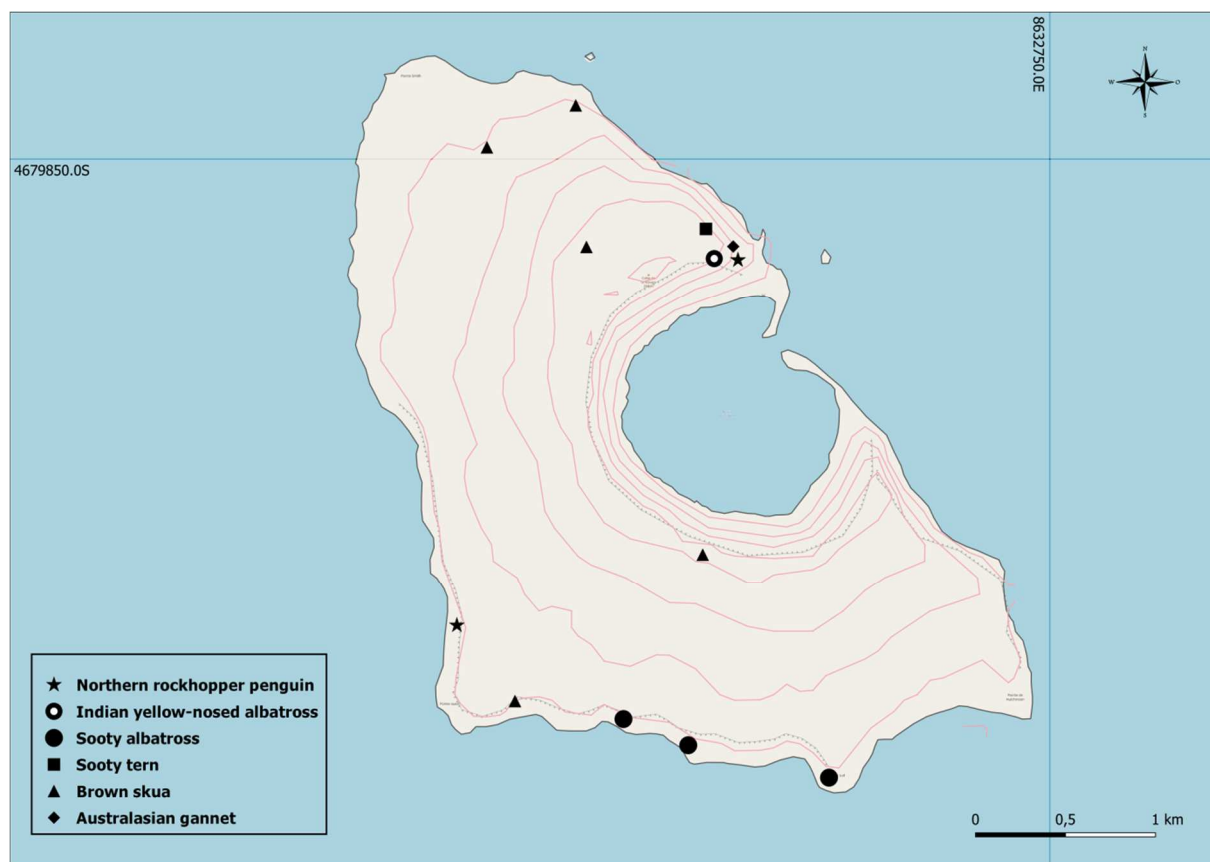 8632750.0E
N
W
O
S
4679850.0S
Northern rockhopper penguin
Indian yellow-nosed albatross
Sooty albatross
Sooty tern
Brown skua
Australasian gannet
0
0,5
1 km